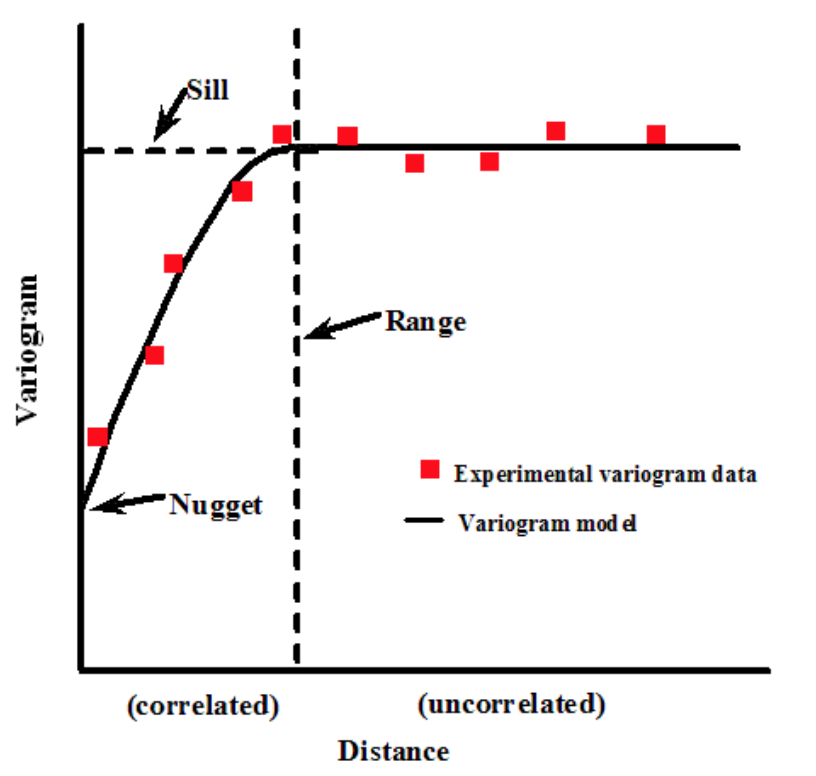 Sill
Range
Variogram
Experimental variogram data
Nugget
Variogram model
(correlated)
(uncorrelated)
Distance